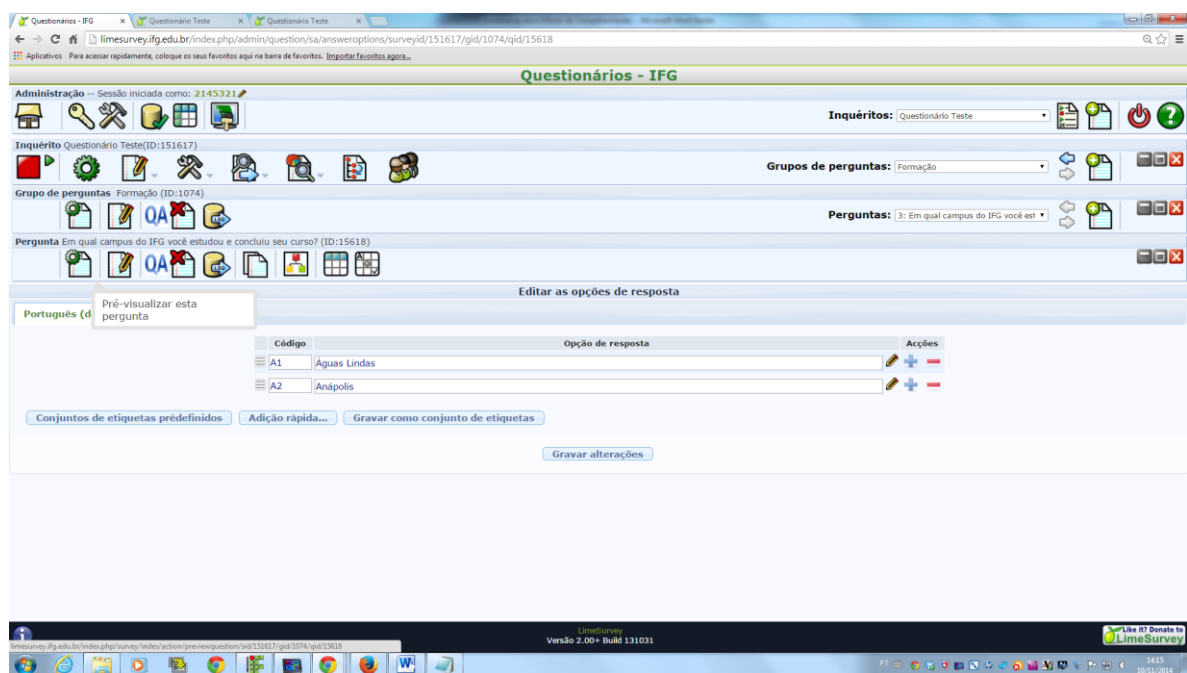 Questionários - IFG
Questionário Teste
Questionário Teste
limesurvey.ifg.edu.br/index.php/admin/question/sa/answeroptions/surveyid/151617/gid/1074/qid/15618
Aplicativos Para acessar rapidamente, coloque os seus favoritos aqui na barra de favoritos. Importar favoritos agora...
Questionários - IFG
Administração -- Sessão iniciada como: 2145321
Inquéritos: Questionário Teste
Inquérito Questionário Teste(ID:151617)
Grupos de perguntas: Formação
Grupo de perguntas Formação (ID:1074)
QA
Perguntas: 3: Em qual campus do IFG você est
Pergunta Em qual campus do IFG você estudou e concluiu seu curso? (ID:15618)
QA
Editar as opções de resposta
Pré-visualizar esta
Português (d
pergunta
Código Opção de resposta Acções
A1 Águas Lindas
A2 Anápolis
Conjuntos de etiquetas prédefinidos Adição rápida... Gravar como conjunto de etiquetas
Gravar alterações
LimeSurvey
Versão 2.00+ Build 131031
Like it? Donate to
LimeSurvey
limesurvey.ifg.edu.br/index.php/survey/index/action/previewquestion/sid/151617/gid/1074/qid/15618
PT
14:15
10/11/2014